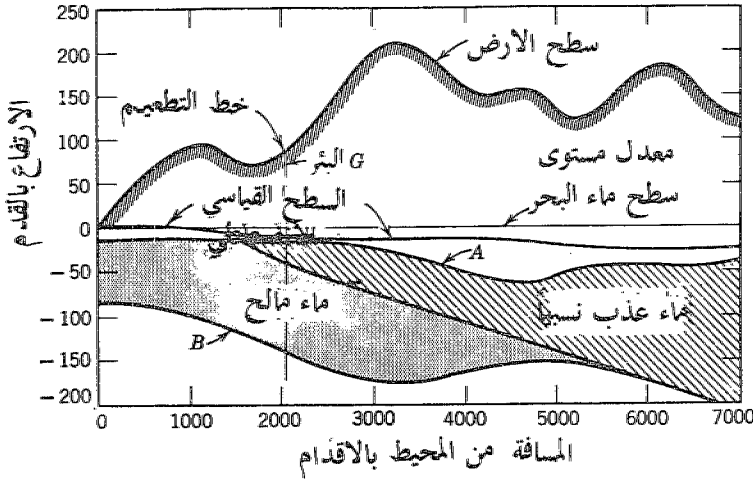 250
200
150
100
50
0
−50
−100
−150
−200
الارتفاع بالقدم
سطح الارض
خط التطعيم
البئر G
معدل مستوى
سطح ماء البحر
السطح القياسي
A
ماء مالح
ماء عذب نسبيا
B
0 1000 2000 3000 4000 5000 6000 7000
المسافة من المحيط بالاقدام